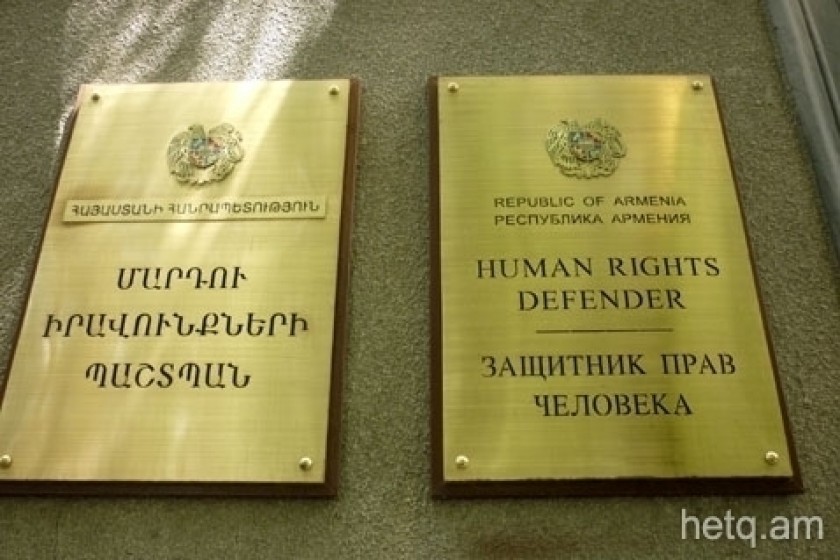 ՀԱՅԱՍՏԱՆԻ ՀԱՆՐԱՊԵՏՈՒԹՅՈՒՆ
ՄԱՐԴՈՒ
ԻՐԱՎՈՒՆՔՆԵՐԻ
ՊԱՇՏՊԱՆ
REPUBLIC OF ARMENIA
РЕСПУБЛИКА АРМЕНИЯ
HUMAN RIGHTS
DEFENDER
ЗАЩИТНИК ПРАВ
ЧЕЛОВЕКА
hetq.am